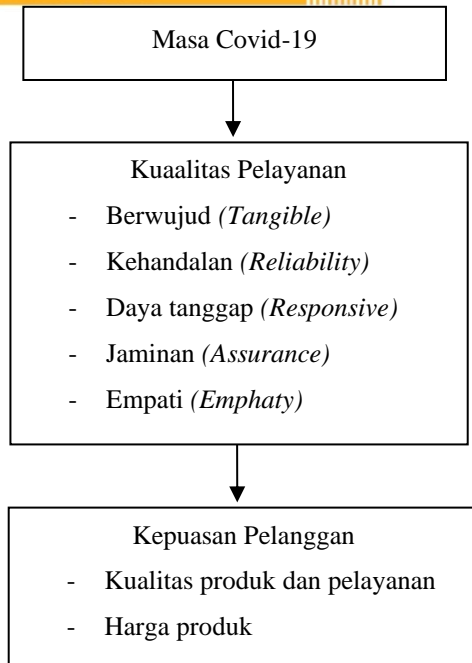 Masa Covid-19
Kuaalitas Pelayanan
- Berwujud (Tangible)
- Kehandalan (Reliability)
- Daya tanggap (Responsive)
- Jaminan (Assurance)
- Empati (Emphaty)
Kepuasan Pelanggan
- Kualitas produk dan pelayanan
- Harga produk